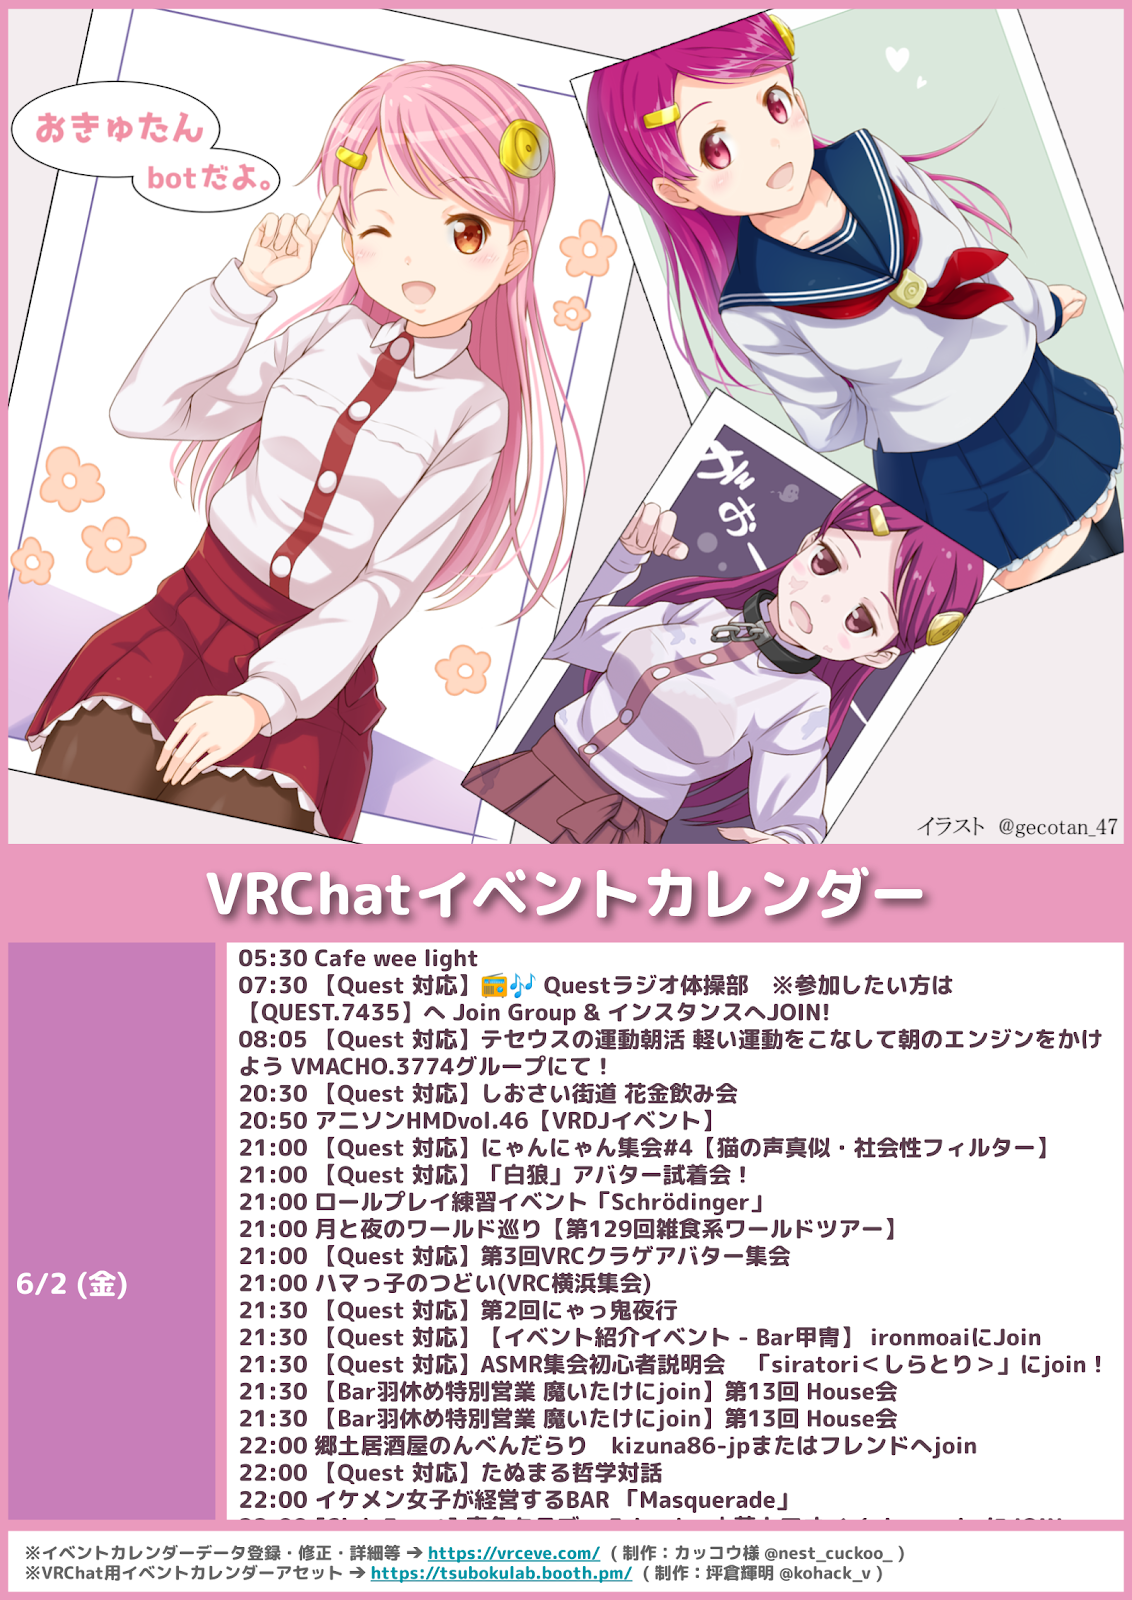 おきゅたん
botだよ。
がおー
イラスト @gecotan_47
VRChatイベントカレンダー
6/2 (金)
05:30 Cafe wee light
07:30 【Quest 対応】📻🎶 Questラジオ体操部　※参加したい方は
【QUEST.7435】へ Join Group & インスタンスへJOIN!
08:05 【Quest 対応】テセウスの運動朝活 軽い運動をこなして朝のエンジンをかけ
よう VMACHO.3774グループにて！
20:30 【Quest 対応】しおさい街道 花金飲み会
20:50 アニソンHMDvol.46【VRDJイベント】
21:00 【Quest 対応】にゃんにゃん集会#4【猫の声真似・社会性フィルター】
21:00 【Quest 対応】「白狼」アバター試着会！
21:00 ロールプレイ練習イベント「Schrödinger」
21:00 月と夜のワールド巡り【第129回雑食系ワールドツアー】
21:00 【Quest 対応】第3回VRCクラゲアバター集会
21:00 ハマっ子のつどい(VRC横浜集会)
21:30 【Quest 対応】第2回にゃっ鬼夜行
21:30 【Quest 対応】【イベント紹介イベント - Bar甲冑】 ironmoaiにJoin
21:30 【Quest 対応】ASMR集会初心者説明会　「siratori＜しらとり＞」にjoin！
21:30 【Bar羽休め特別営業 魔いたけにjoin】第13回 House会
21:30 【Bar羽休め特別営業 魔いたけにjoin】第13回 House会
22:00 郷土居酒屋のんべんだらり　kizuna86-jpまたはフレンドへjoin
22:00 【Quest 対応】たぬまる哲学対話
22:00 イケメン女子が経営するBAR 「Masquerade」
※イベントカレンダーデータ登録・修正・詳細等 ➔ https://vrceve.com/ ( 制作：カッコウ様 @nest_cuckoo_ )
※VRChat用イベントカレンダーアセット ➔ https://tsubokulab.booth.pm/ ( 制作：坪倉輝明 @kohack_v )